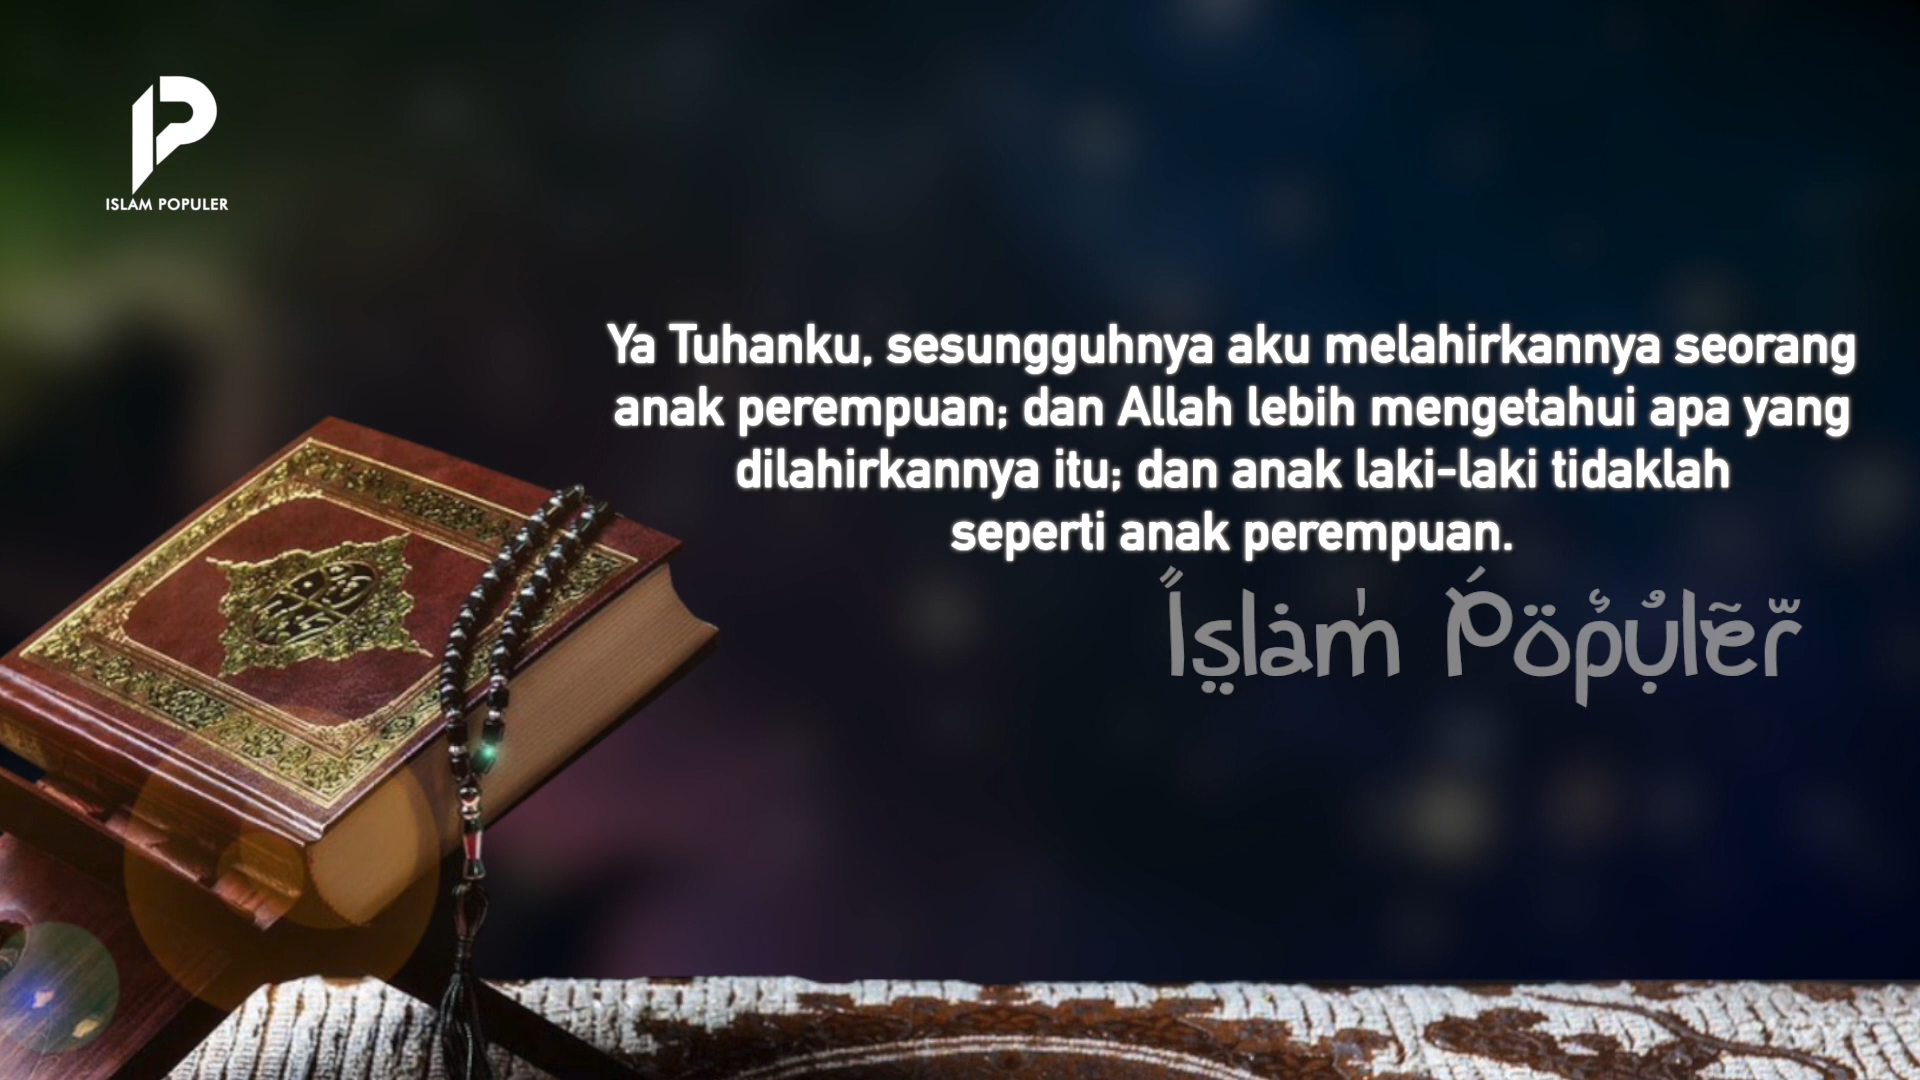 ISLAM POPULER
Ya Tuhanku, sesungguhnya aku melahirkannya seorang
anak perempuan; dan Allah lebih mengetahui apa yang
dilahirkannya itu; dan anak laki-laki tidaklah
seperti anak perempuan.
Islam Populer